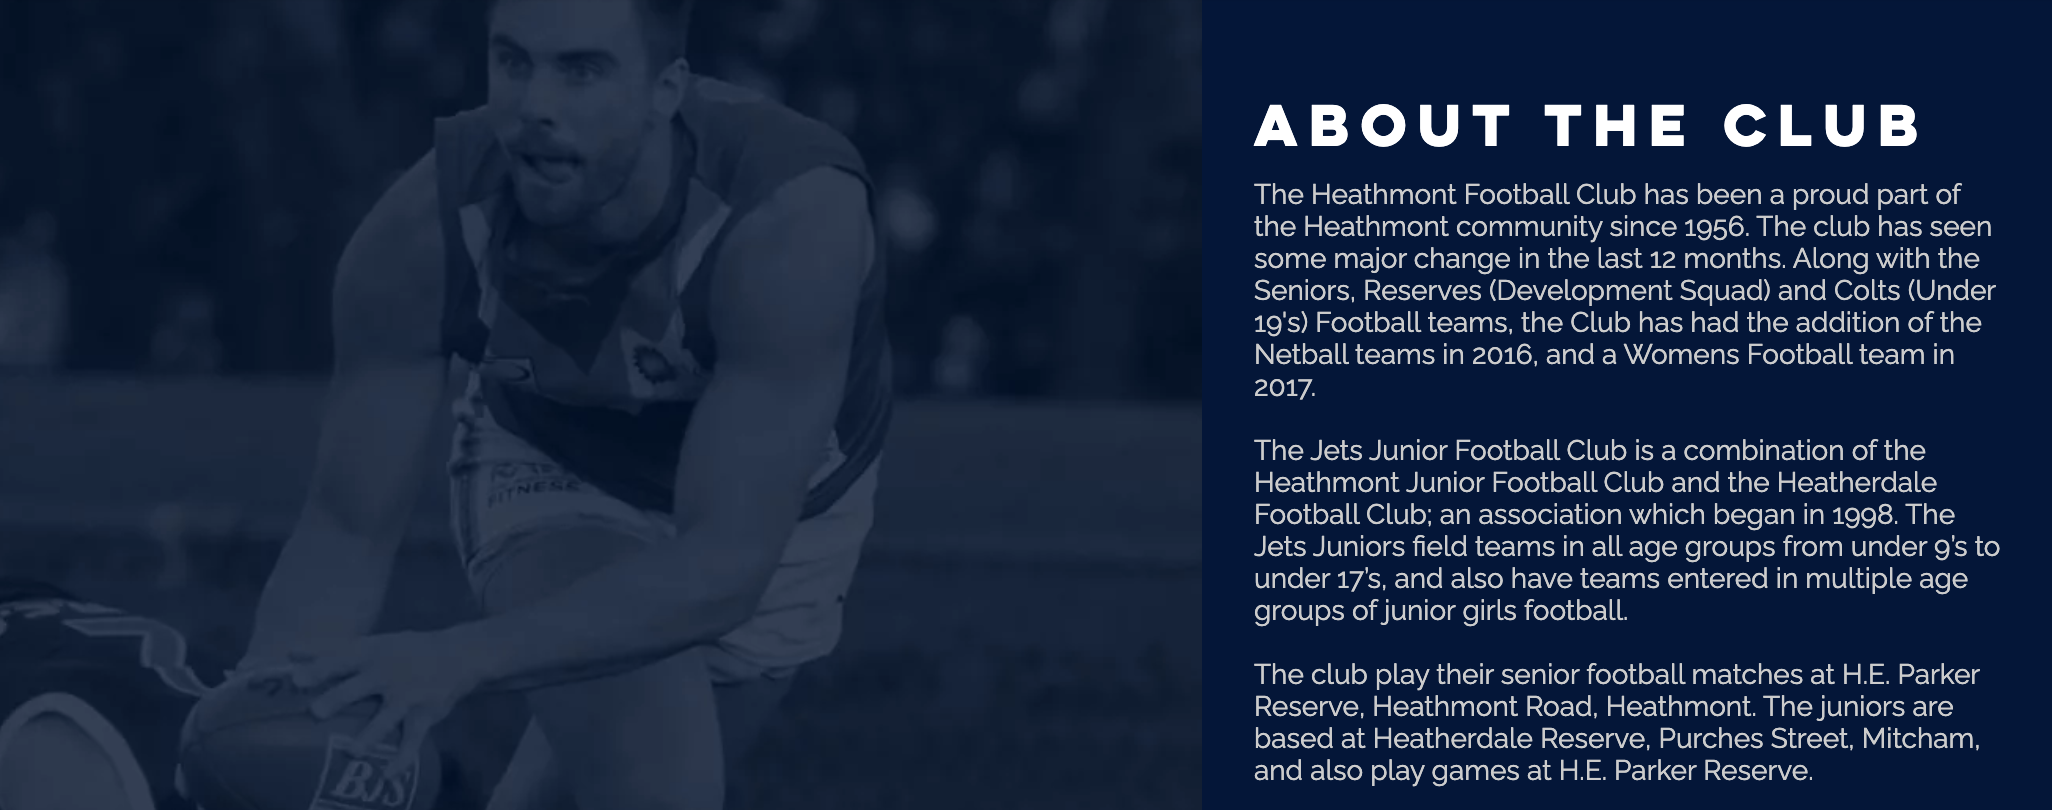 ABOUT THE CLUB
The Heathmont Football Club has been a proud part of
the Heathmont community since 1956. The club has seen
some major change in the last 12 months. Along with the
Seniors, Reserves (Development Squad) and Colts (Under
19's) Football teams, the Club has had the addition of the
Netball teams in 2016, and a Womens Football team in
2017.
The Jets Junior Football Club is a combination of the
Heathmont Junior Football Club and the Heatherdale
Football Club; an association which began in 1998. The
Jets Juniors field teams in all age groups from under 9’s to
under 17’s, and also have teams entered in multiple age
groups of junior girls football.
The club play their senior football matches at H.E. Parker
Reserve, Heathmont Road, Heathmont. The juniors are
based at Heatherdale Reserve, Purches Street, Mitcham,
and also play games at H.E. Parker Reserve.
FITNESS
BJS